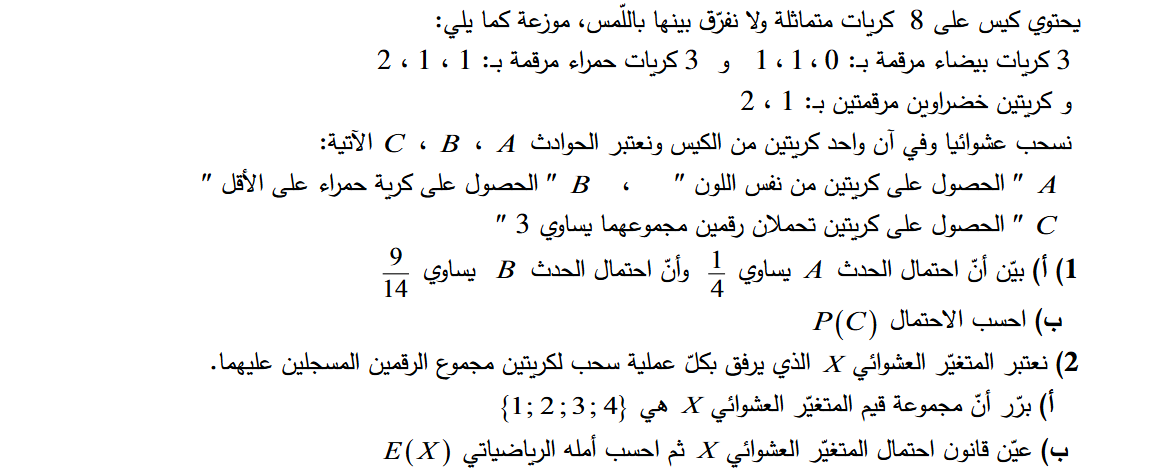 يحتوي كيس على 8 كريات متماثلة ولا نفرّق بينها باللّمس، موزعة كما يلي:
3 كريات بيضاء مرقمة بـ: 0 ، 1 ، 1 و 3 كريات حمراء مرقمة بـ: 1 ، 1 ، 2
و كريتين خضراوين مرقمتين بـ: 1 ، 2
نسحب عشوائيا وفي آن واحد كريتين من الكيس ونعتبر الحوادث A ، B ، C الآتية:
A " الحصول على كريتين من نفس اللون " ، B " الحصول على كرية حمراء على الأقل "
C " الحصول على كريتين تحملان رقمين مجموعهما يساوي 3 "
1) أ) بيّن أنّ احتمال الحدث A يساوي 1/4 وأنّ احتمال الحدث B يساوي 9/14
ب) احسب الاحتمال P(C)
2) نعتبر المتغيّر العشوائي X الذي يرفق بكلّ عملية سحب لكريتين مجموع الرقمين المسجلين عليهما.
أ) برّر أنّ مجموعة قيم المتغيّر العشوائي X هي {1; 2 ; 3 ; 4}
ب) عيّن قانون احتمال المتغيّر العشوائي X ثم احسب أمله الرياضياتي E(X)